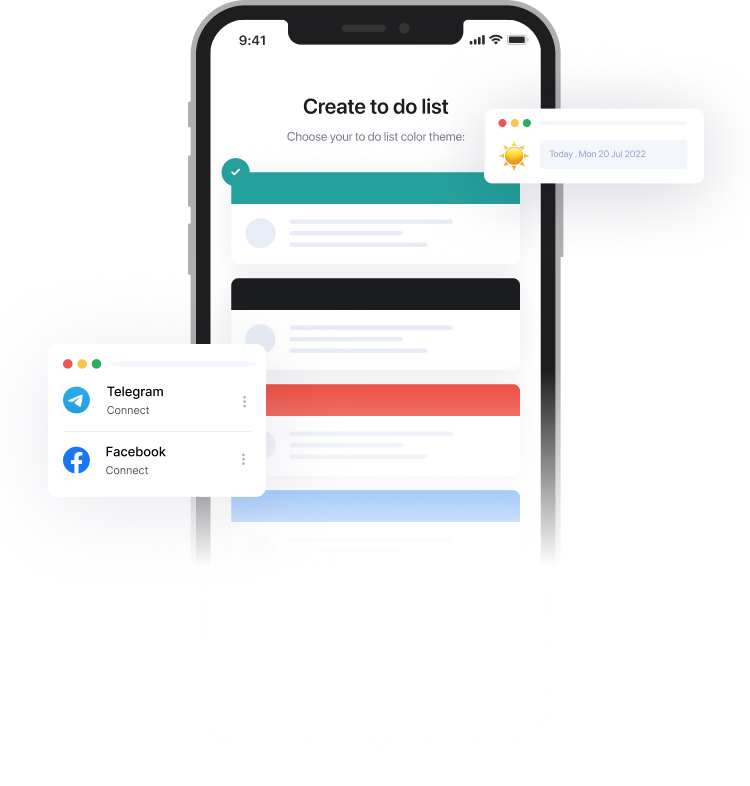 9:41
Create to do list
Choose your to do list color theme:
Today . Mon 20 Jul 2022
Telegram
Connect
Facebook
Connect